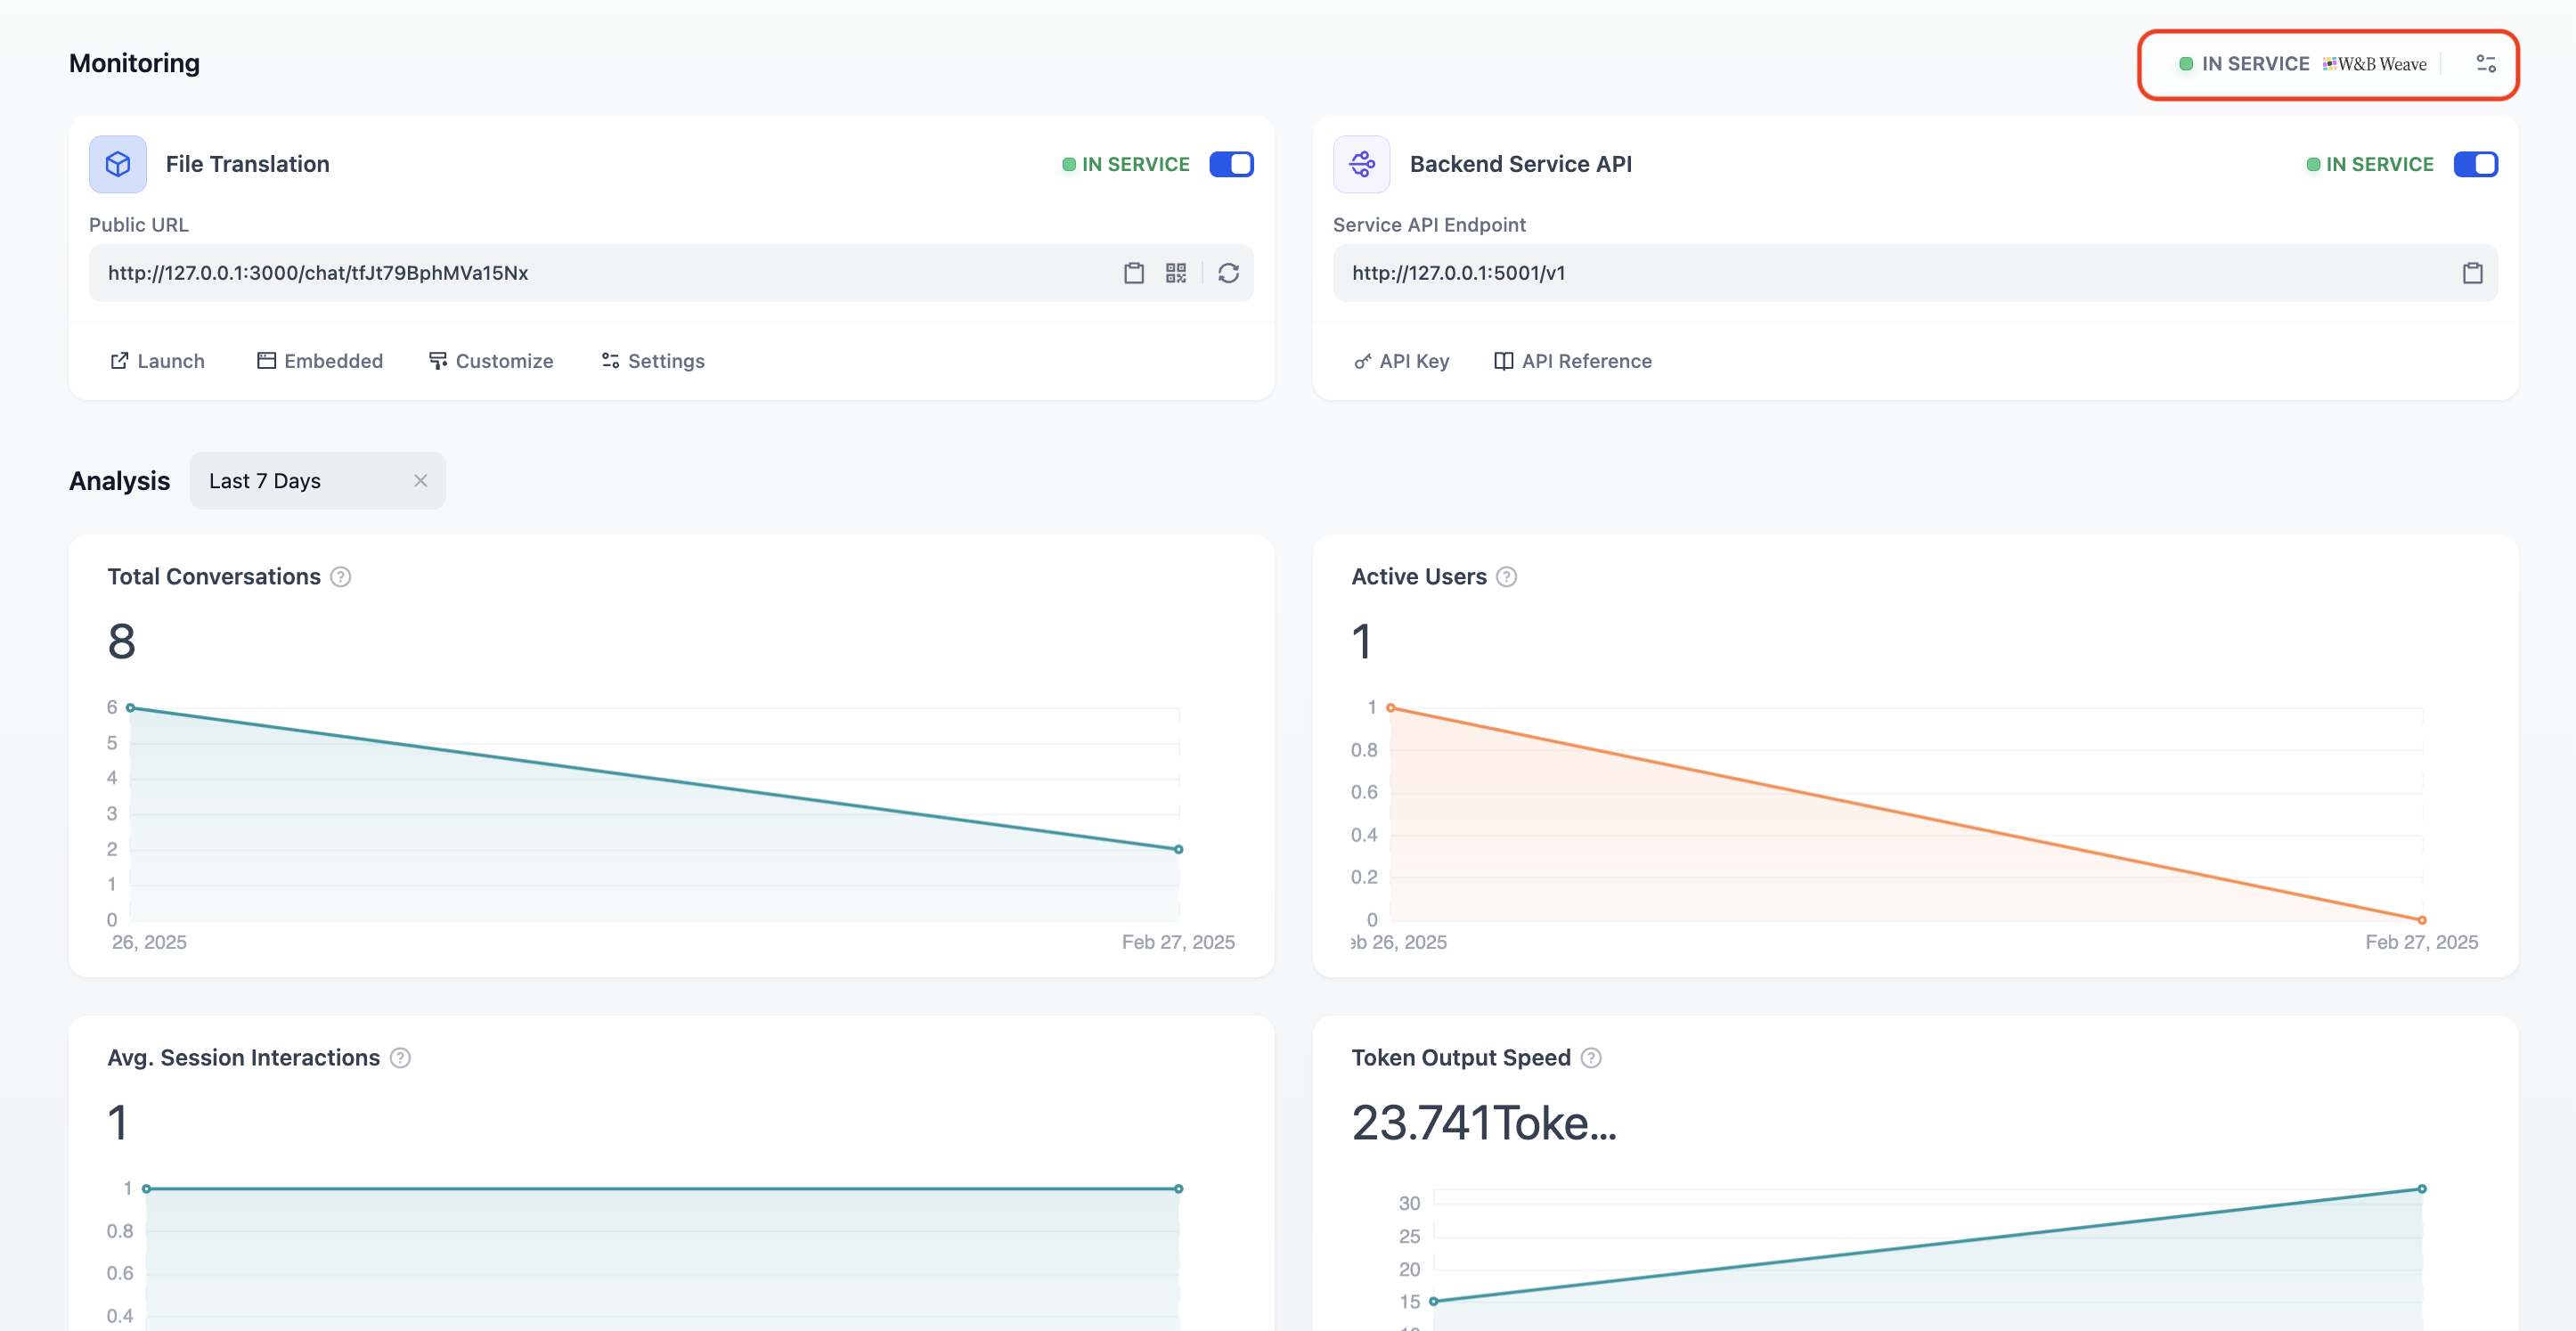 Monitoring
IN SERVICE W&B Weave
File Translation
IN SERVICE
Public URL
http://127.0.0.1:3000/chat/tfJt79BphMVa15Nx
Launch Embedded Customize Settings
Backend Service API
IN SERVICE
Service API Endpoint
http://127.0.0.1:5001/v1
API Key API Reference
Analysis Last 7 Days
Total Conversations
8
6
5
4
3
2
1
0
26, 2025 Feb 27, 2025
Active Users
1
1
0.8
0.6
0.4
0.2
0
eb 26, 2025 Feb 27, 2025
Avg. Session Interactions
1
1
0.8
0.6
0.4
Token Output Speed
23.741Toke...
30
25
20
15